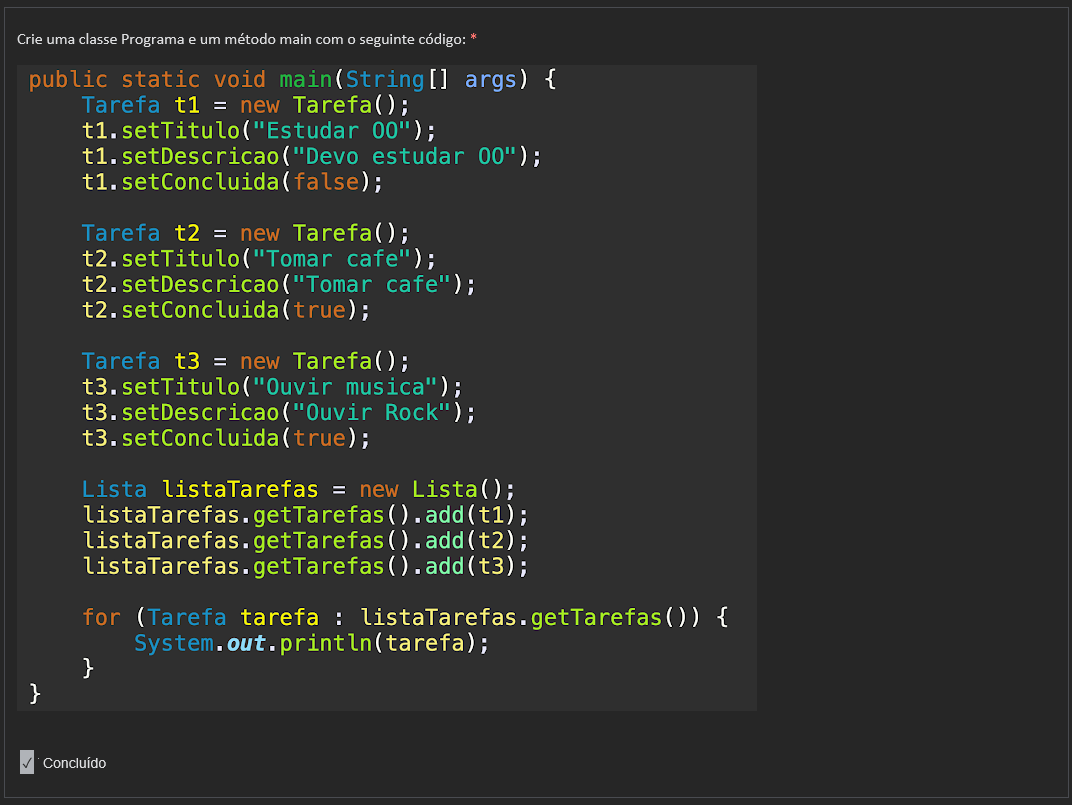 Crie uma classe Programa e um método main com o seguinte código: *
public static void main(String[] args) {
    Tarefa t1 = new Tarefa();
    t1.setTitulo("Estudar OO");
    t1.setDescricao("Devo estudar OO");
    t1.setConcluida(false);

    Tarefa t2 = new Tarefa();
    t2.setTitulo("Tomar cafe");
    t2.setDescricao("Tomar cafe");
    t2.setConcluida(true);

    Tarefa t3 = new Tarefa();
    t3.setTitulo("Ouvir musica");
    t3.setDescricao("Ouvir Rock");
    t3.setConcluida(true);

    Lista listaTarefas = new Lista();
    listaTarefas.getTarefas().add(t1);
    listaTarefas.getTarefas().add(t2);
    listaTarefas.getTarefas().add(t3);

    for (Tarefa tarefa : listaTarefas.getTarefas()) {
        System.out.println(tarefa);
    }
}
Concluído